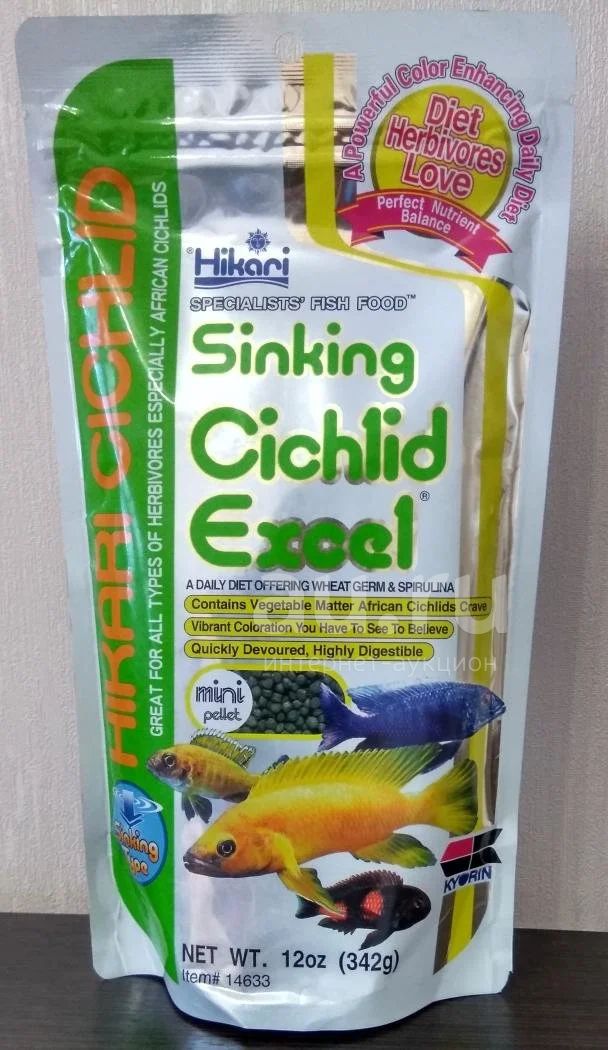 A Powerful Color Enhancing Daily Diet
Diet
Herbivores
Love
Perfect Nutrient
Balance
HIKARI CICHLID
GREAT FOR ALL TYPES OF HERBIVORES ESPECIALLY AFRICAN CICHLIDS
®Hikari
SPECIALISTS' FISH FOOD™
Sinking
Cichlid
Excel®
A DAILY DIET OFFERING WHEAT GERM & SPIRULINA
Contains Vegetable Matter African Cichlids Crave
Vibrant Coloration You Have To See To Believe
Quickly Devoured, Highly Digestible
интернет-аукцион
mini
pellet
Sinking
Type
KYORIN
NET WT. 12oz (342g)
Item# 14633